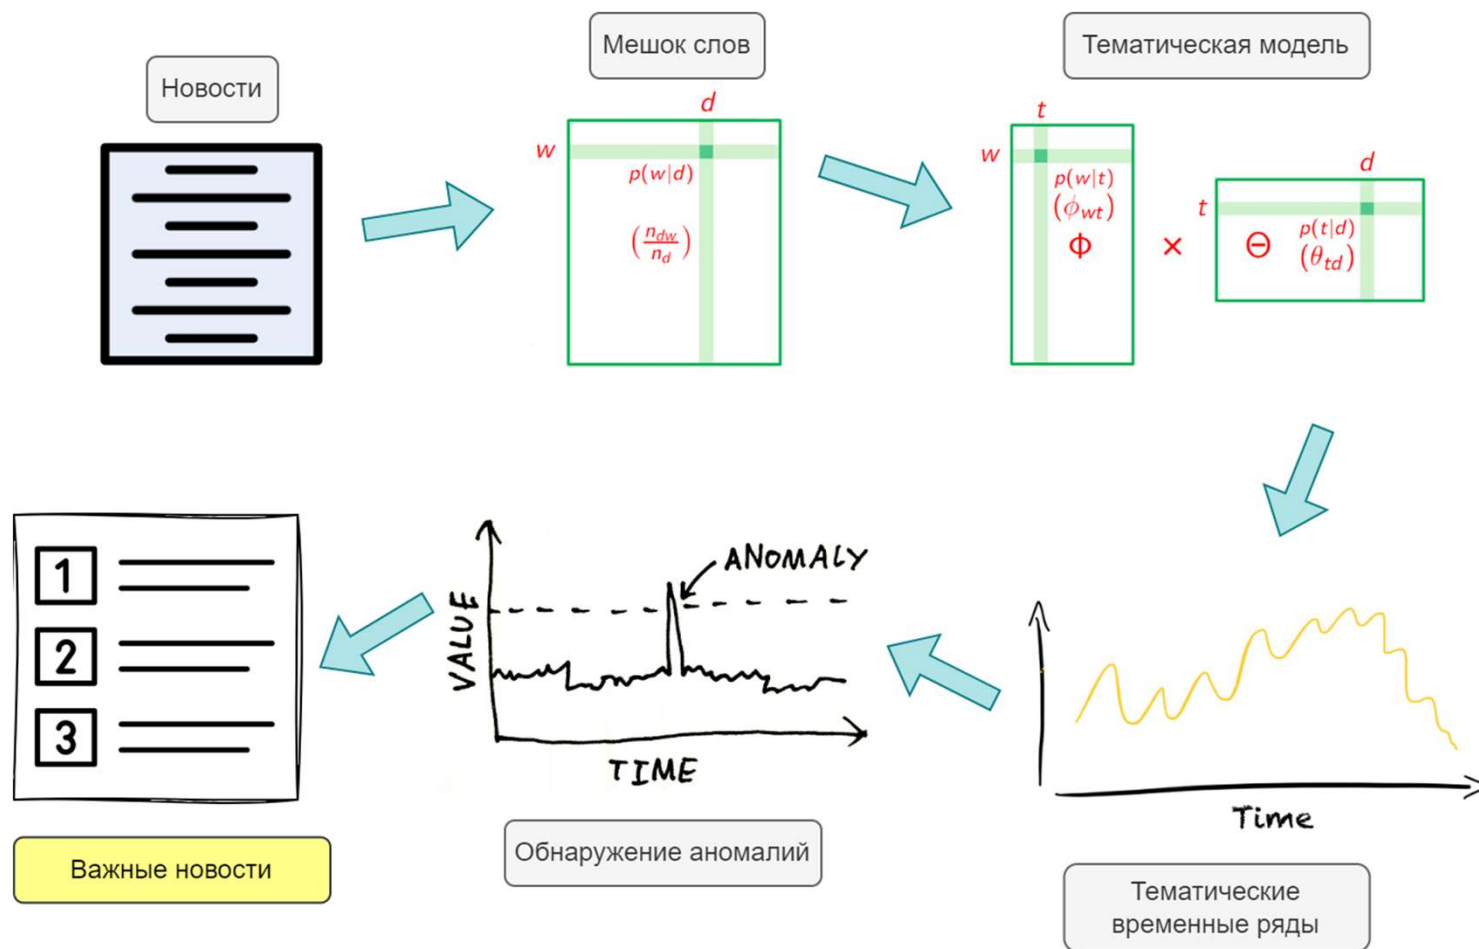 Новости
Мешок слов
d
w
p(w|d)
(n_dw/n_d)
Тематическая модель
t
w
p(w|t)
(ϕ_wt)
Φ
×
d
t
Θ
p(t|d)
(θ_td)
1
2
3
Важные новости
ANOMALY
VALUE
TIME
Обнаружение аномалий
Time
Тематические
временные ряды